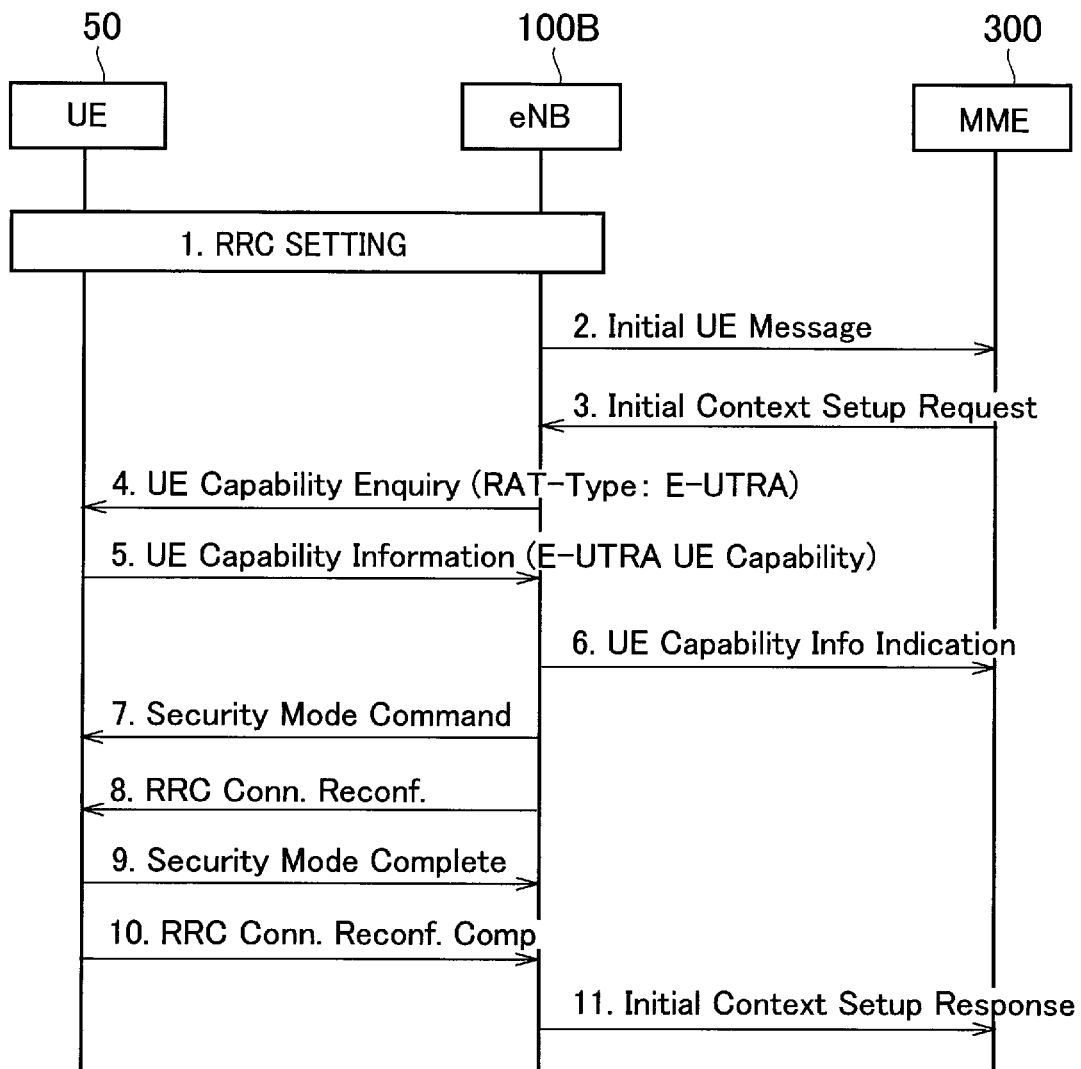 50
100B
300
UE
eNB
MME
1. RRC SETTING
2. Initial UE Message
3. Initial Context Setup Request
4. UE Capability Enquiry (RAT-Type: E-UTRA)
5. UE Capability Information (E-UTRA UE Capability)
6. UE Capability Info Indication
7. Security Mode Command
8. RRC Conn. Reconf.
9. Security Mode Complete
10. RRC Conn. Reconf. Comp
11. Initial Context Setup Response